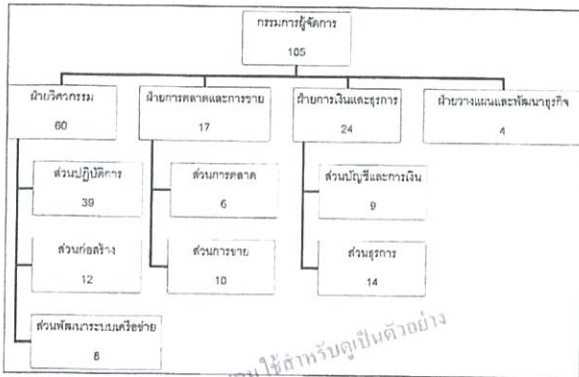 กรรมการผู้จัดการ
105
ฝ่ายวิศวกรรม
60
ฝ่ายการตลาดและการขาย
17
ฝ่ายการเงินและธุรการ
24
ฝ่ายวางแผนและพัฒนาธุรกิจ
4
ส่วนปฏิบัติการ
39
ส่วนการตลาด
6
ส่วนบัญชีและการเงิน
9
ส่วนก่อสร้าง
12
ส่วนการขาย
10
ส่วนธุรการ
14
ส่วนพัฒนาระบบเครือข่าย
8
ใช้สำหรับดูเป็นตัวอย่าง